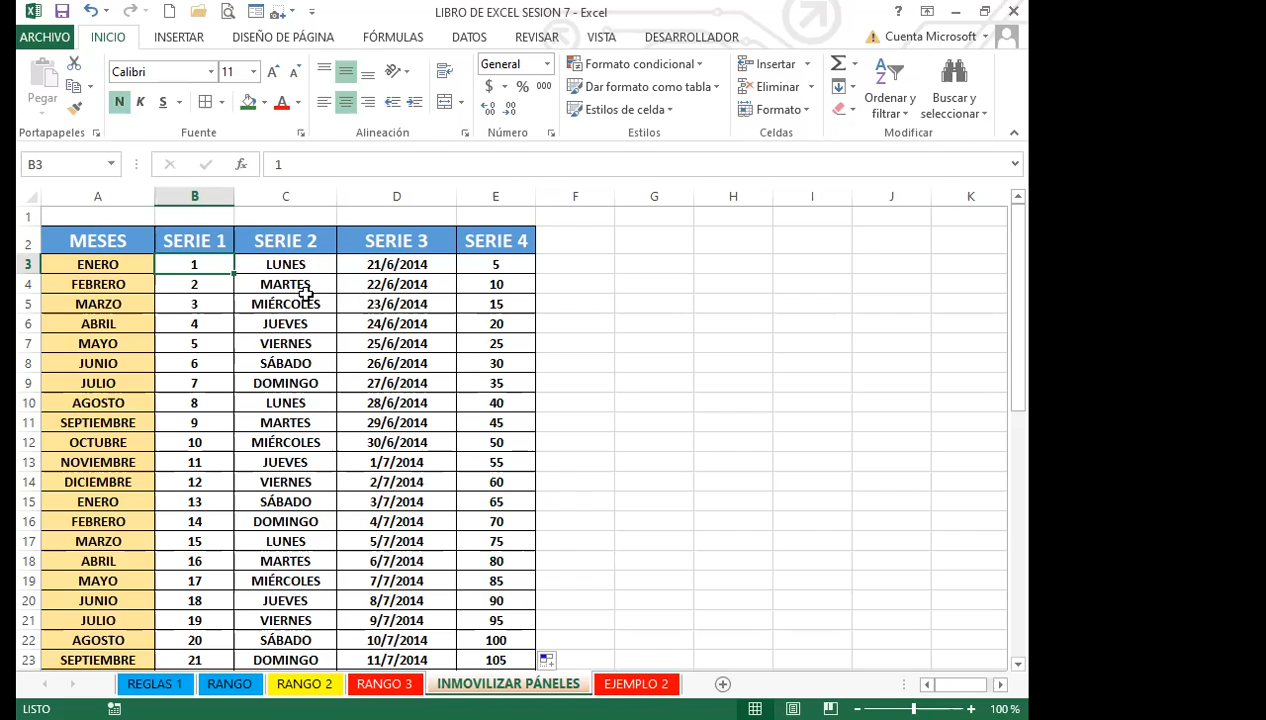 LIBRO DE EXCEL SESION 7 - Excel
?
ARCHIVO INICIO INSERTAR DISEÑO DE PÁGINA FÓRMULAS DATOS REVISAR VISTA DESARROLLADOR Cuenta Microsoft
Pegar Calibri 11 General Formato condicional Insertar
N K S $ % 000 Dar formato como tabla Eliminar Ordenar y filtrar Buscar y seleccionar
Estilos de celda Formato
Portapapeles Fuente Alineación Número Estilos Celdas Modificar
B3 fx 1
A B C D E F G H I J K
1
2 MESES SERIE 1 SERIE 2 SERIE 3 SERIE 4
3 ENERO 1 LUNES 21/6/2014 5
4 FEBRERO 2 MARTES 22/6/2014 10
5 MARZO 3 MIÉRCOLES 23/6/2014 15
6 ABRIL 4 JUEVES 24/6/2014 20
7 MAYO 5 VIERNES 25/6/2014 25
8 JUNIO 6 SÁBADO 26/6/2014 30
9 JULIO 7 DOMINGO 27/6/2014 35
10 AGOSTO 8 LUNES 28/6/2014 40
11 SEPTIEMBRE 9 MARTES 29/6/2014 45
12 OCTUBRE 10 MIÉRCOLES 30/6/2014 50
13 NOVIEMBRE 11 JUEVES 1/7/2014 55
14 DICIEMBRE 12 VIERNES 2/7/2014 60
15 ENERO 13 SÁBADO 3/7/2014 65
16 FEBRERO 14 DOMINGO 4/7/2014 70
17 MARZO 15 LUNES 5/7/2014 75
18 ABRIL 16 MARTES 6/7/2014 80
19 MAYO 17 MIÉRCOLES 7/7/2014 85
20 JUNIO 18 JUEVES 8/7/2014 90
21 JULIO 19 VIERNES 9/7/2014 95
22 AGOSTO 20 SÁBADO 10/7/2014 100
23 SEPTIEMBRE 21 DOMINGO 11/7/2014 105
REGLAS 1 RANGO RANGO 2 RANGO 3 INMOVILIZAR PÁNELES EJEMPLO 2
LISTO 100 %